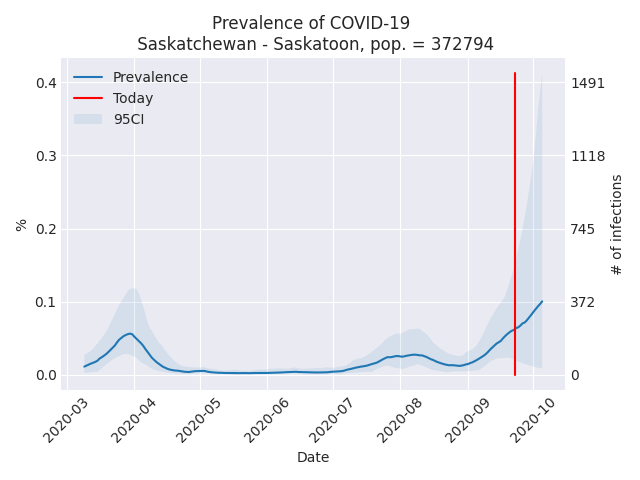 Prevalence of COVID-19
Saskatchewan - Saskatoon, pop. = 372794
Prevalence
Today
95CI
0.4
0.3
0.2
0.1
0.0
%
1491
1118
745
372
0
# of infections
2020-03
2020-04
2020-05
2020-06
2020-07
2020-08
2020-09
2020-10
Date